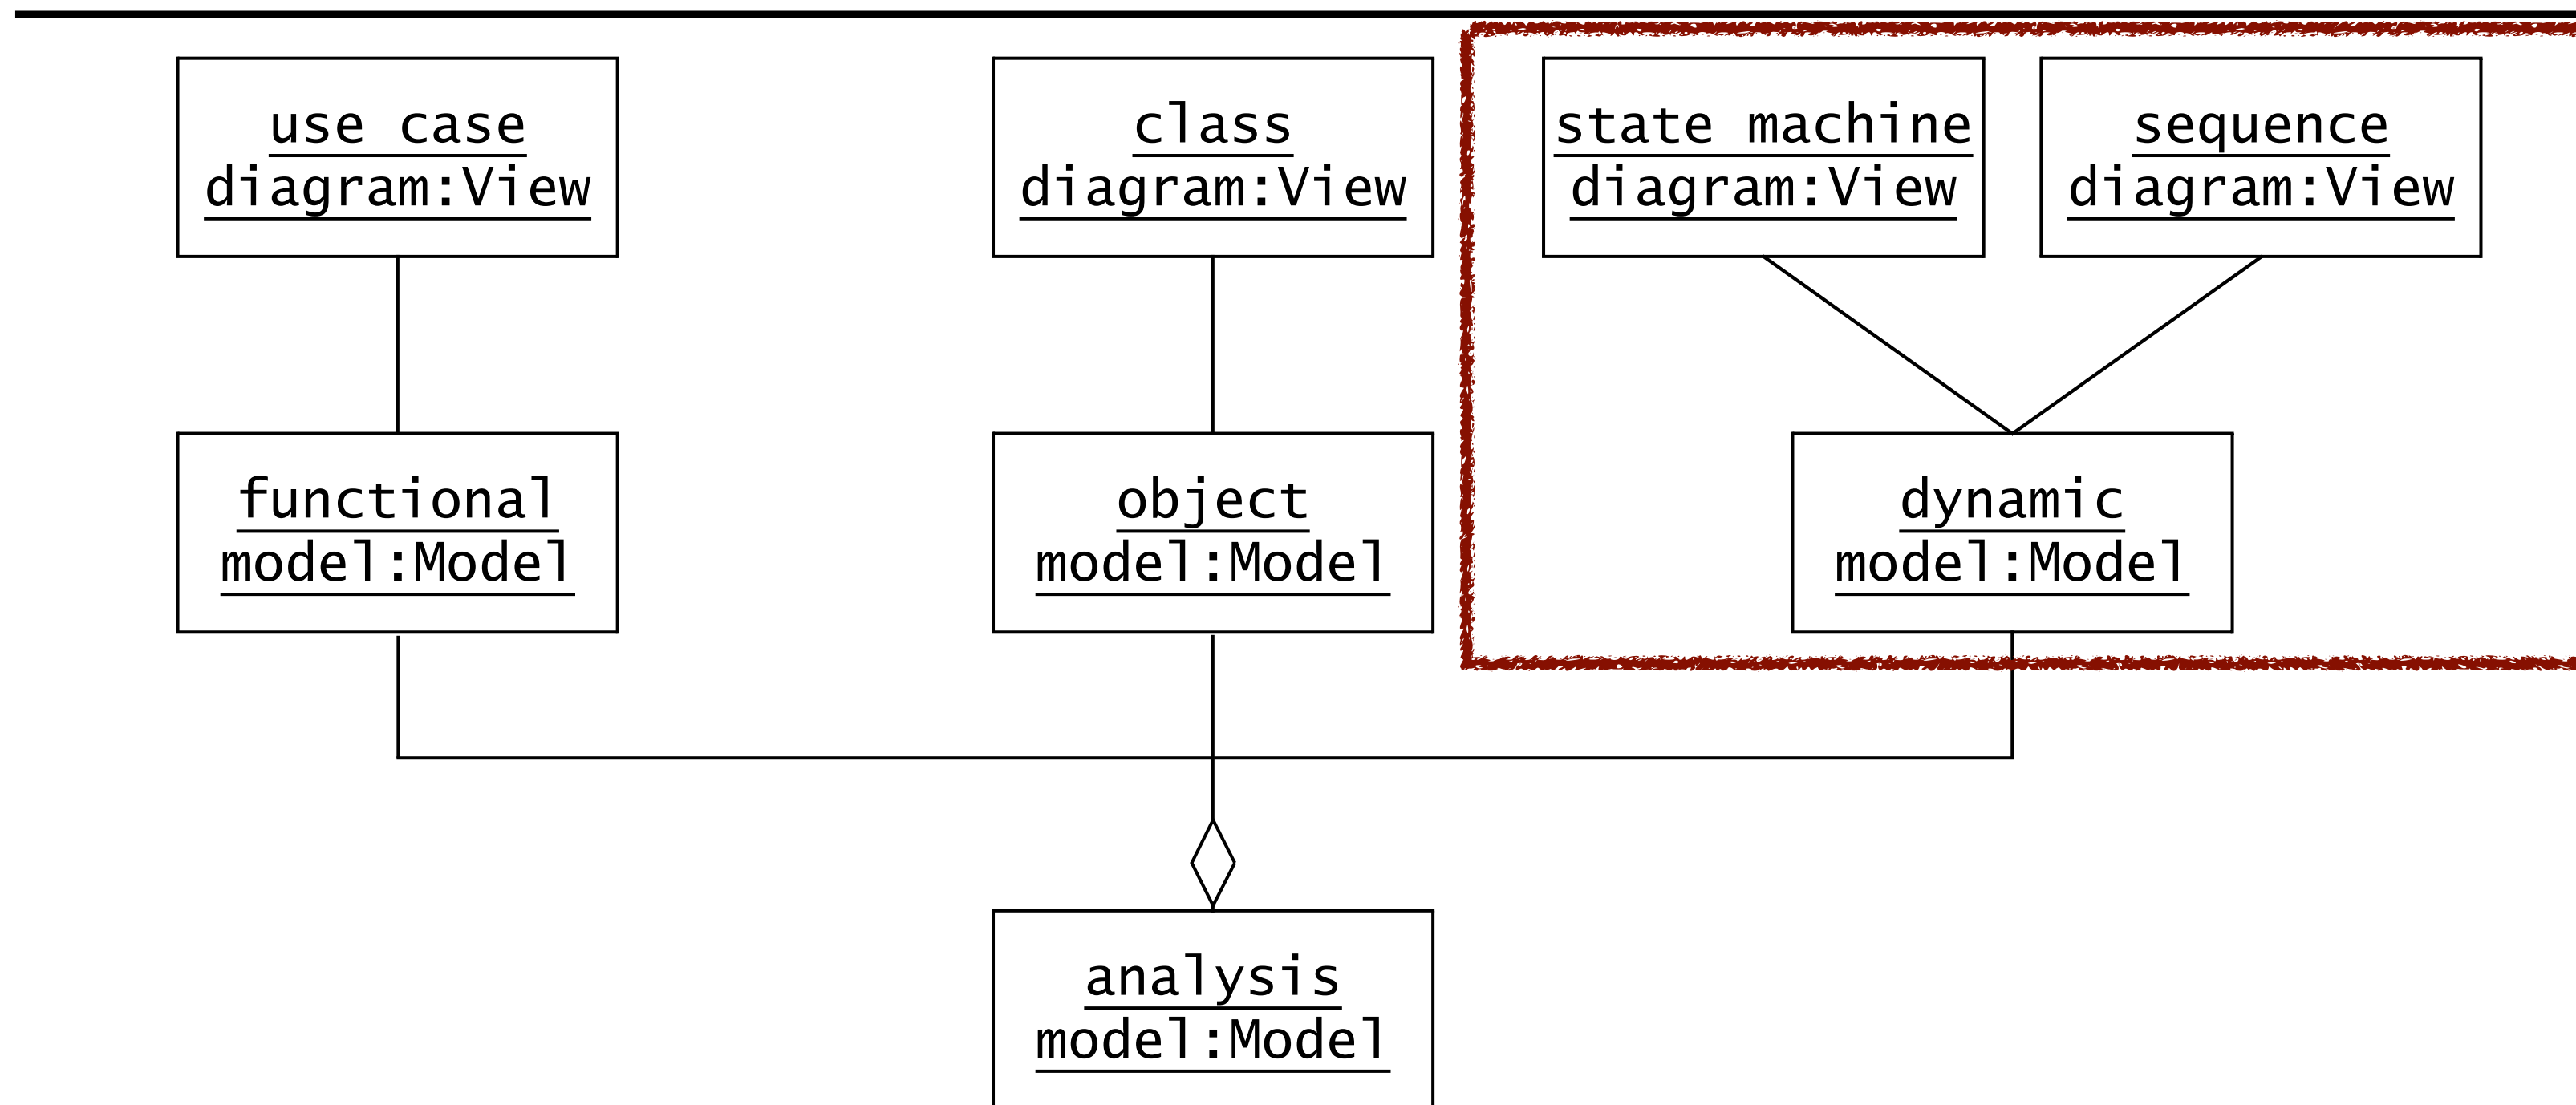 use case
diagram:View
class
diagram:View
state machine
diagram:View
sequence
diagram:View
functional
model:Model
object
model:Model
dynamic
model:Model
analysis
model:Model